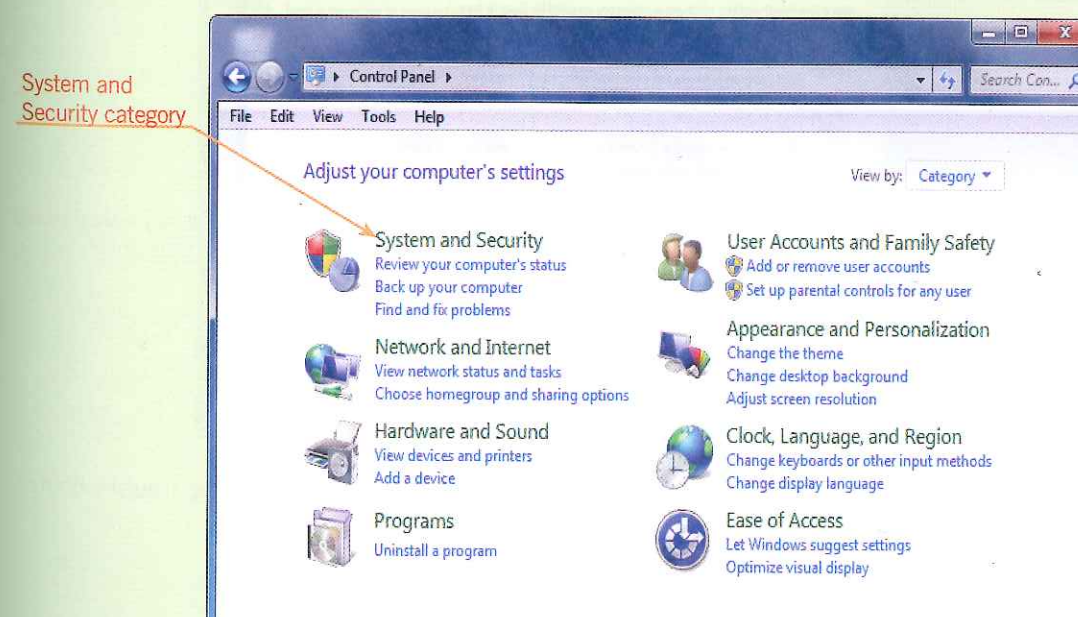 System and
Security category
Control Panel
Search Con...
File Edit View Tools Help
Adjust your computer's settings
View by: Category
System and Security
Review your computer's status
Back up your computer
Find and fix problems
Network and Internet
View network status and tasks
Choose homegroup and sharing options
Hardware and Sound
View devices and printers
Add a device
Programs
Uninstall a program
User Accounts and Family Safety
Add or remove user accounts
Set up parental controls for any user
Appearance and Personalization
Change the theme
Change desktop background
Adjust screen resolution
Clock, Language, and Region
Change keyboards or other input methods
Change display language
Ease of Access
Let Windows suggest settings
Optimize visual display